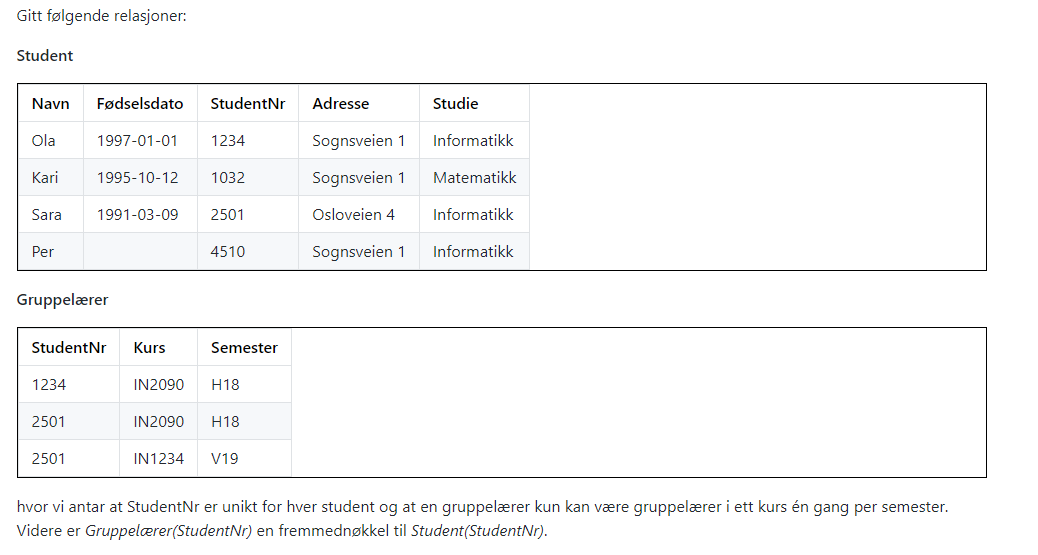 Gitt følgende relasjoner:
Student
Navn Fødselsdato StudentNr Adresse Studie
Ola 1997-01-01 1234 Sognsveien 1 Informatikk
Kari 1995-10-12 1032 Sognsveien 1 Matematikk
Sara 1991-03-09 2501 Osloveien 4 Informatikk
Per 4510 Sognsveien 1 Informatikk
Gruppelærer
StudentNr Kurs Semester
1234 IN2090 H18
2501 IN2090 H18
2501 IN1234 V19
hvor vi antar at StudentNr er unikt for hver student og at en gruppelærer kun kan være gruppelærer i ett kurs én gang per semester.
Videre er Gruppelærer(StudentNr) en fremmednøkkel til Student(StudentNr).